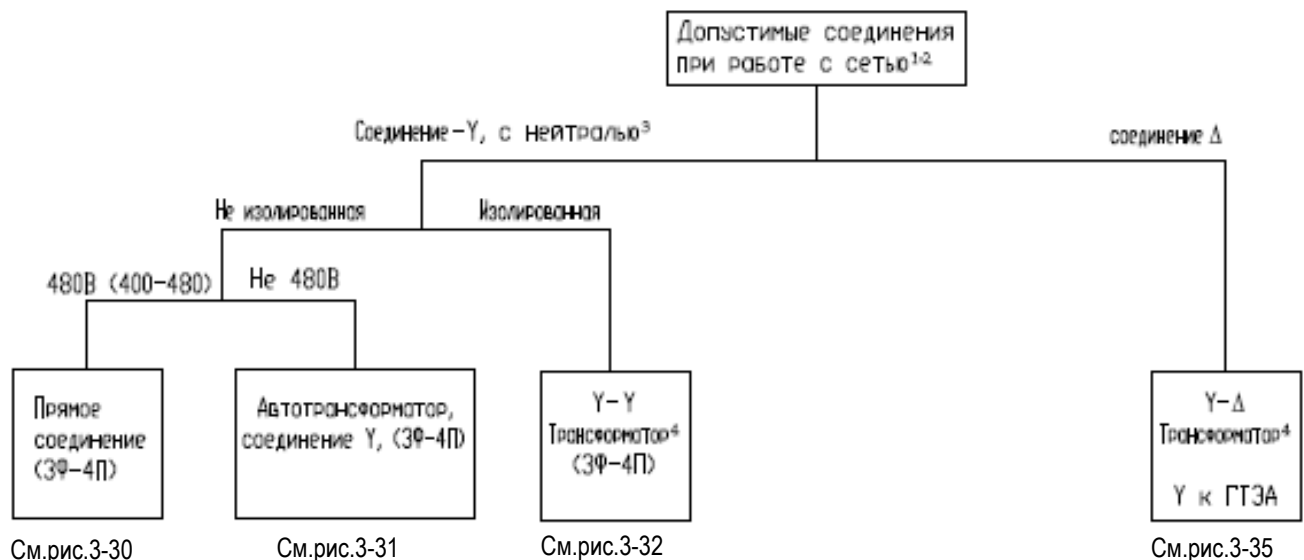 Допустимые соединения
при работе с сетью¹·²
Соединение-Y, с нейтралью³
соединение Δ
Не изолированная
Изолированная
480В (400-480)
Не 480В
Прямое
соединение
(3Ф-4П)
Автотрансформатор,
соединение Y, (3Ф-4П)
Y-Y
Трансформатор⁴
(3Ф-4П)
Y-Δ
Трансформатор⁴
Y к ГТЭА
См.рис.3-30
См.рис.3-31
См.рис.3-32
См.рис.3-35